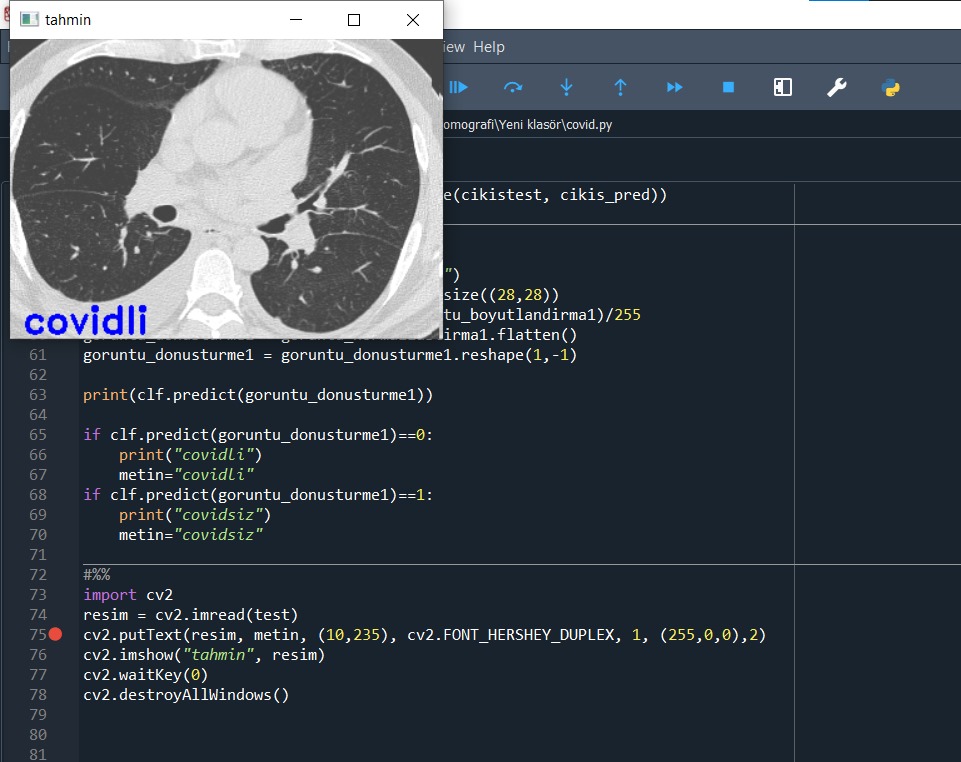 tahmin
iew Help
omografi\Yeni klasör\covid.py
e(cikistest, cikis_pred))
")
size((28,28))
tu_boyutlandirma1)/255
irma1.flatten()
covidli
61 goruntu_donusturme1 = goruntu_donusturme1.reshape(1,-1)
62
63 print(clf.predict(goruntu_donusturme1))
64
65 if clf.predict(goruntu_donusturme1)==0:
66 print("covidli")
67 metin="covidli"
68 if clf.predict(goruntu_donusturme1)==1:
69 print("covidsiz")
70 metin="covidsiz"
71
72 #%%
73 import cv2
74 resim = cv2.imread(test)
75 cv2.putText(resim, metin, (10,235), cv2.FONT_HERSHEY_DUPLEX, 1, (255,0,0),2)
76 cv2.imshow("tahmin", resim)
77 cv2.waitKey(0)
78 cv2.destroyAllWindows()
79
80
81